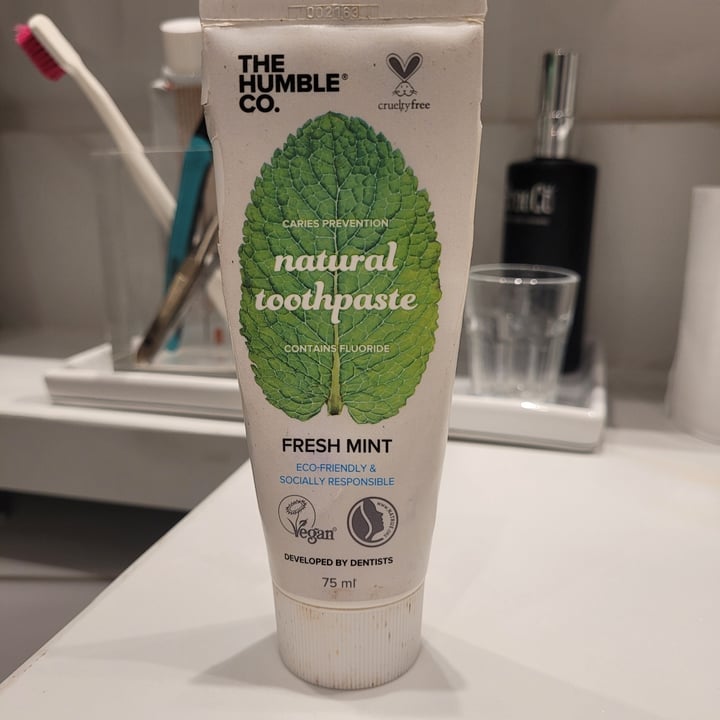 002163
THE
HUMBLE®
CO.
crueltyfree
CARIES PREVENTION
natural
toothpaste
CONTAINS FLUORIDE
FRESH MINT
ECO-FRIENDLY &
SOCIALLY RESPONSIBLE
Vegan
DEVELOPED BY DENTISTS
75 ml